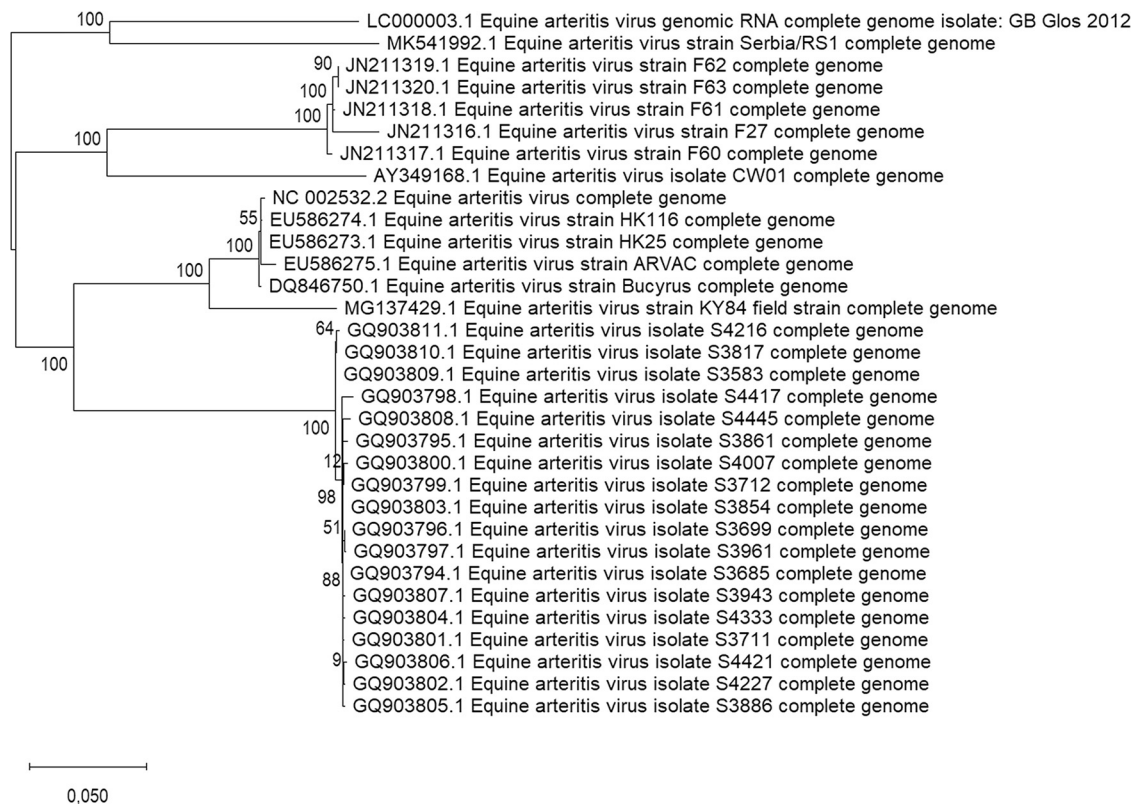 100
LC000003.1 Equine arteritis virus genomic RNA complete genome isolate: GB Glos 2012
MK541992.1 Equine arteritis virus strain Serbia/RS1 complete genome
90
JN211319.1 Equine arteritis virus strain F62 complete genome
100
JN211320.1 Equine arteritis virus strain F63 complete genome
100
JN211318.1 Equine arteritis virus strain F61 complete genome
100
JN211316.1 Equine arteritis virus strain F27 complete genome
JN211317.1 Equine arteritis virus strain F60 complete genome
AY349168.1 Equine arteritis virus isolate CW01 complete genome
NC 002532.2 Equine arteritis virus complete genome
55
EU586274.1 Equine arteritis virus strain HK116 complete genome
100
EU586273.1 Equine arteritis virus strain HK25 complete genome
100
EU586275.1 Equine arteritis virus strain ARVAC complete genome
DQ846750.1 Equine arteritis virus strain Bucyrus complete genome
MG137429.1 Equine arteritis virus strain KY84 field strain complete genome
64
GQ903811.1 Equine arteritis virus isolate S4216 complete genome
100
GQ903810.1 Equine arteritis virus isolate S3817 complete genome
GQ903809.1 Equine arteritis virus isolate S3583 complete genome
GQ903798.1 Equine arteritis virus isolate S4417 complete genome
GQ903808.1 Equine arteritis virus isolate S4445 complete genome
100
GQ903795.1 Equine arteritis virus isolate S3861 complete genome
12
GQ903800.1 Equine arteritis virus isolate S4007 complete genome
GQ903799.1 Equine arteritis virus isolate S3712 complete genome
98
GQ903803.1 Equine arteritis virus isolate S3854 complete genome
51
GQ903796.1 Equine arteritis virus isolate S3699 complete genome
GQ903797.1 Equine arteritis virus isolate S3961 complete genome
88
GQ903794.1 Equine arteritis virus isolate S3685 complete genome
GQ903807.1 Equine arteritis virus isolate S3943 complete genome
GQ903804.1 Equine arteritis virus isolate S4333 complete genome
GQ903801.1 Equine arteritis virus isolate S3711 complete genome
9
GQ903806.1 Equine arteritis virus isolate S4421 complete genome
GQ903802.1 Equine arteritis virus isolate S4227 complete genome
GQ903805.1 Equine arteritis virus isolate S3886 complete genome
0,050